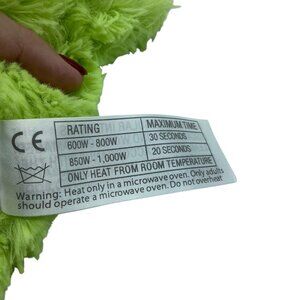 CE
RATING MAXIMUM TIME
600W - 800W 30 SECONDS
850W - 1,000W 20 SECONDS
ONLY HEAT FROM ROOM TEMPERATURE
Warning: Heat only in a microwave oven. Only adults
should operate a microwave oven. Do not overheat